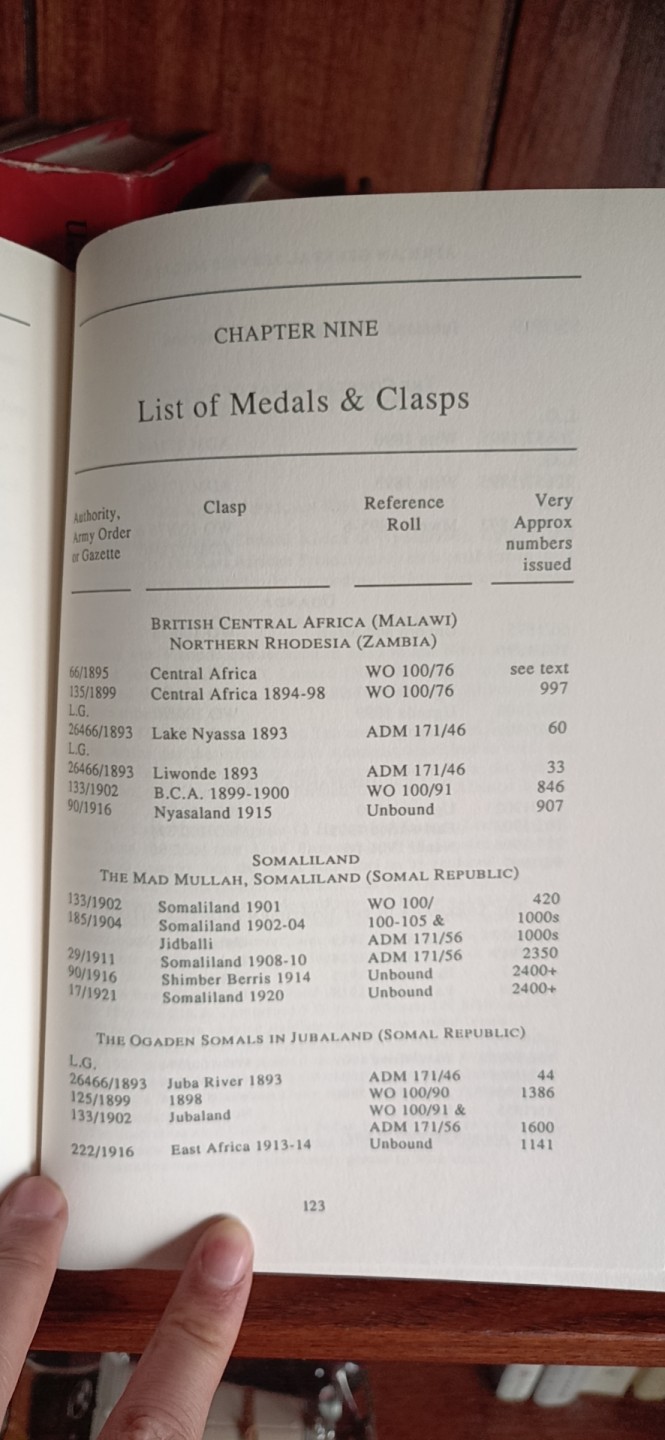 CHAPTER NINE
List of Medals & Clasps
Authority, Army Order or Gazette Clasp Reference Roll Very Approx numbers issued
BRITISH CENTRAL AFRICA (MALAWI)
NORTHERN RHODESIA (ZAMBIA)
66/1895 Central Africa WO 100/76 see text
135/1899 Central Africa 1894-98 WO 100/76 997
L.G.
26466/1893 Lake Nyassa 1893 ADM 171/46 60
L.G.
26466/1893 Liwonde 1893 ADM 171/46 33
133/1902 B.C.A. 1899-1900 WO 100/91 846
90/1916 Nyasaland 1915 Unbound 907
SOMALILAND
THE MAD MULLAH, SOMALILAND (SOMAL REPUBLIC)
133/1902 Somaliland 1901 WO 100/ 420
185/1904 Somaliland 1902-04 100-105 & 1000s
Jidballi ADM 171/56 1000s
29/1911 Somaliland 1908-10 ADM 171/56 2350
90/1916 Shimber Berris 1914 Unbound 2400+
17/1921 Somaliland 1920 Unbound 2400+
THE OGADEN SOMALS IN JUBALAND (SOMAL REPUBLIC)
L.G.
26466/1893 Juba River 1893 ADM 171/46 44
125/1899 1898 WO 100/90 1386
133/1902 Jubaland WO 100/91 &
ADM 171/56 1600
222/1916 East Africa 1913-14 Unbound 1141
123